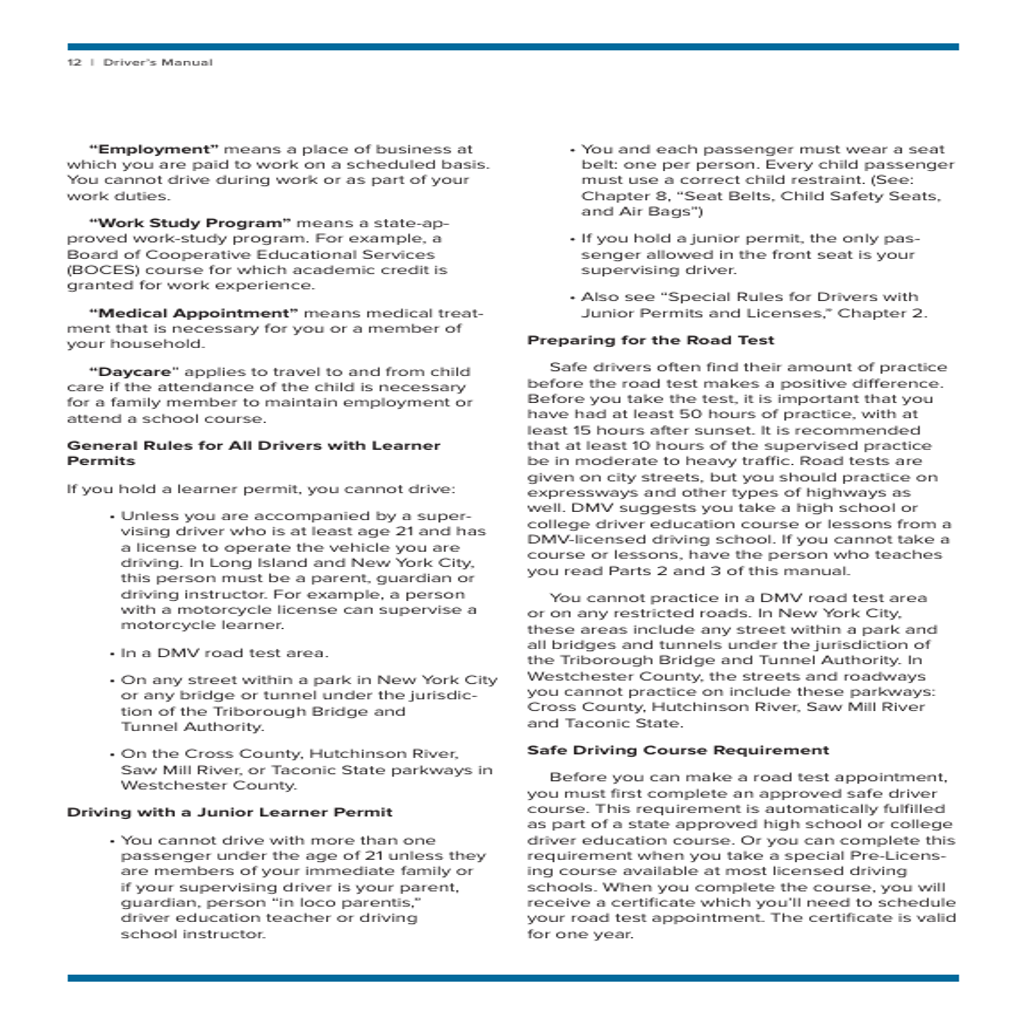 12 | Driver's Manual
“Employment” means a place of business at
which you are paid to work on a scheduled basis.
You cannot drive during work or as part of your
work duties.
“Work Study Program” means a state-ap-
proved work-study program. For example, a
Board of Cooperative Educational Services
(BOCES) course for which academic credit is
granted for work experience.
“Medical Appointment” means medical treat-
ment that is necessary for you or a member of
your household.
“Daycare” applies to travel to and from child
care if the attendance of the child is necessary
for a family member to maintain employment or
attend a school course.
General Rules for All Drivers with Learner
Permits
If you hold a learner permit, you cannot drive:
• Unless you are accompanied by a super-
vising driver who is at least age 21 and has
a license to operate the vehicle you are
driving. In Long Island and New York City,
this person must be a parent, guardian or
driving instructor. For example, a person
with a motorcycle license can supervise a
motorcycle learner.
• In a DMV road test area.
• On any street within a park in New York City
or any bridge or tunnel under the jurisdic-
tion of the Triborough Bridge and
Tunnel Authority.
• On the Cross County, Hutchinson River,
Saw Mill River, or Taconic State parkways in
Westchester County.
Driving with a Junior Learner Permit
• You cannot drive with more than one
passenger under the age of 21 unless they
are members of your immediate family or
if your supervising driver is your parent,
guardian, person “in loco parentis,”
driver education teacher or driving
school instructor.
• You and each passenger must wear a seat
belt: one per person. Every child passenger
must use a correct child restraint. (See:
Chapter 8, “Seat Belts, Child Safety Seats,
and Air Bags”)
• If you hold a junior permit, the only pas-
senger allowed in the front seat is your
supervising driver.
• Also see “Special Rules for Drivers with
Junior Permits and Licenses,” Chapter 2.
Preparing for the Road Test
Safe drivers often find their amount of practice
before the road test makes a positive difference.
Before you take the test, it is important that you
have had at least 50 hours of practice, with at
least 15 hours after sunset. It is recommended
that at least 10 hours of the supervised practice
be in moderate to heavy traffic. Road tests are
given on city streets, but you should practice on
expressways and other types of highways as
well. DMV suggests you take a high school or
college driver education course or lessons from a
DMV-licensed driving school. If you cannot take a
course or lessons, have the person who teaches
you read Parts 2 and 3 of this manual.
You cannot practice in a DMV road test area
or on any restricted roads. In New York City,
these areas include any street within a park and
all bridges and tunnels under the jurisdiction of
the Triborough Bridge and Tunnel Authority. In
Westchester County, the streets and roadways
you cannot practice on include these parkways:
Cross County, Hutchinson River, Saw Mill River
and Taconic State.
Safe Driving Course Requirement
Before you can make a road test appointment,
you must first complete an approved safe driver
course. This requirement is automatically fulfilled
as part of a state approved high school or college
driver education course. Or you can complete this
requirement when you take a special Pre-Licens-
ing course available at most licensed driving
schools. When you complete the course, you will
receive a certificate which you’ll need to schedule
your road test appointment. The certificate is valid
for one year.